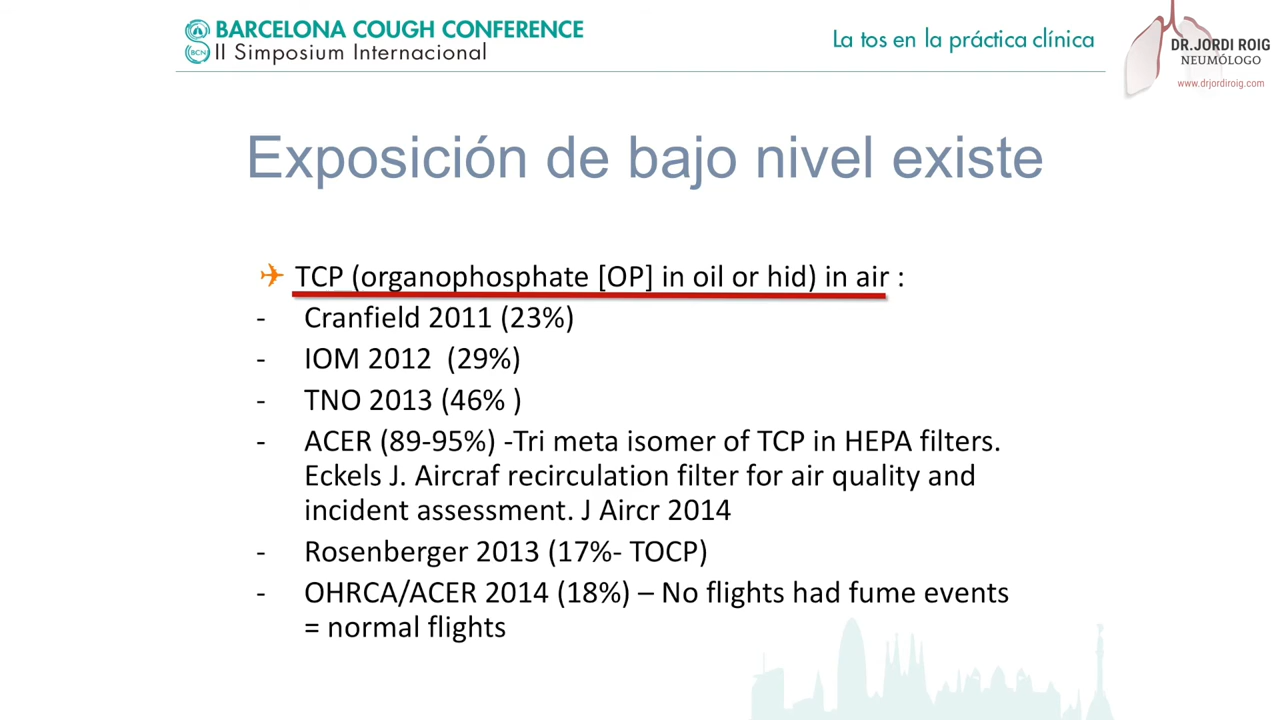 BARCELONA COUGH CONFERENCE
BCN
II Simposium Internacional
La tos en la práctica clínica
DR.JORDI ROIG
NEUMÓLOGO
www.drjordiroig.com
Exposición de bajo nivel existe
TCP (organophosphate [OP] in oil or hid) in air :
- Cranfield 2011 (23%)
- IOM 2012 (29%)
- TNO 2013 (46% )
- ACER (89-95%) -Tri meta isomer of TCP in HEPA filters.
Eckels J. Aircraf recirculation filter for air quality and
incident assessment. J Aircr 2014
- Rosenberger 2013 (17%- TOCP)
- OHRCA/ACER 2014 (18%) – No flights had fume events
= normal flights